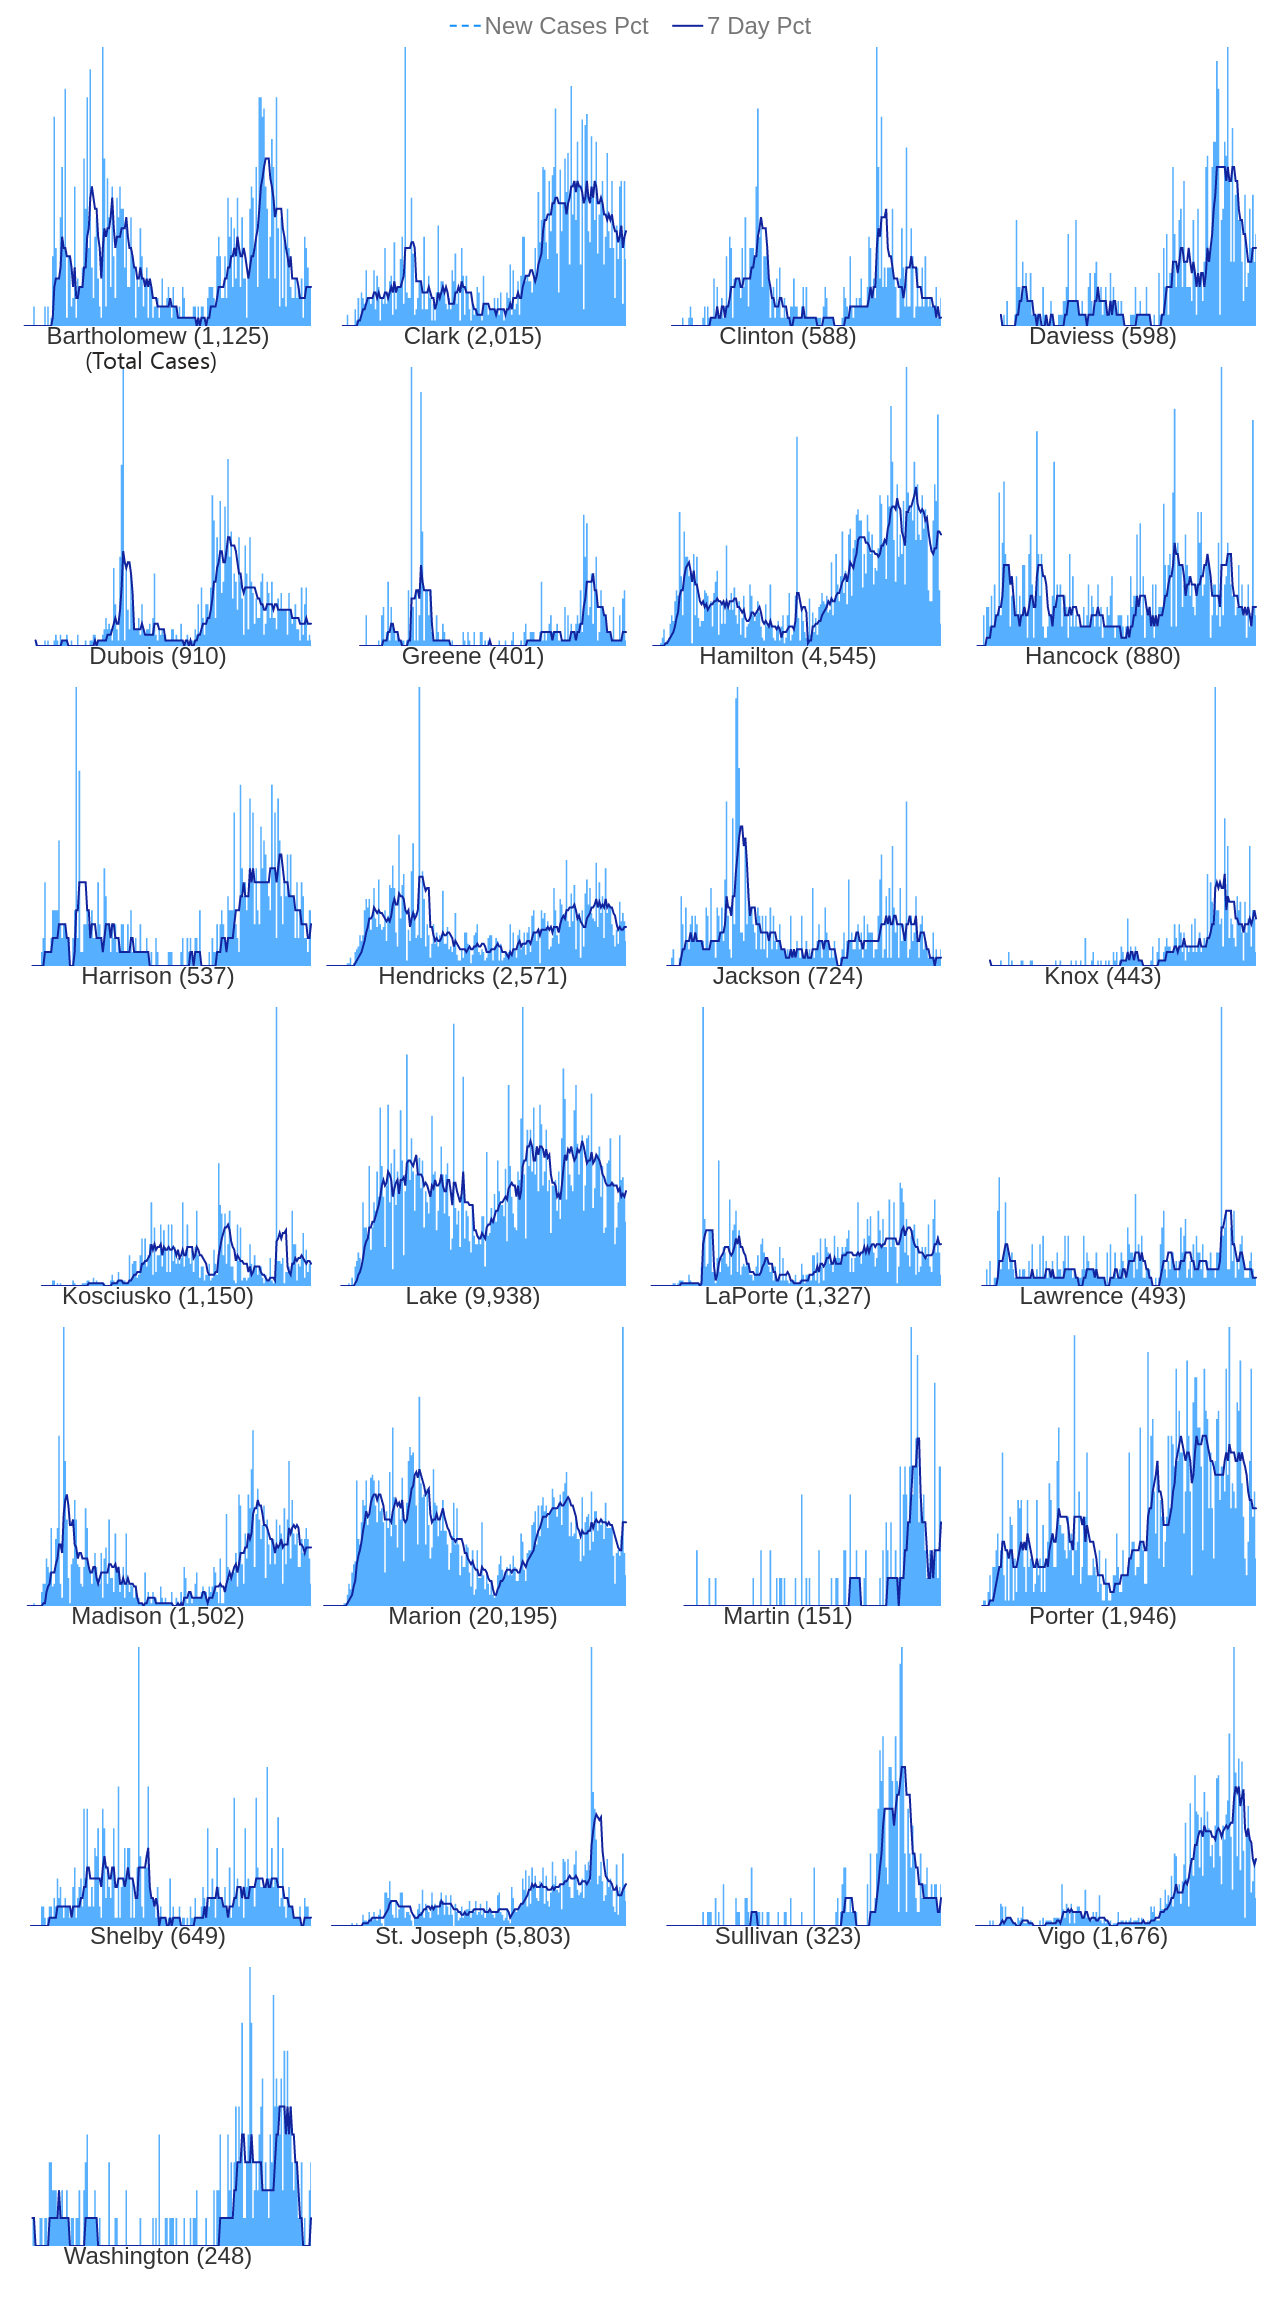 New Cases Pct 7 Day Pct
Bartholomew (1,125) Clark (2,015) Clinton (588) Daviess (598)
(Total Cases)
Dubois (910) Greene (401) Hamilton (4,545) Hancock (880)
Harrison (537) Hendricks (2,571) Jackson (724) Knox (443)
Kosciusko (1,150) Lake (9,938) LaPorte (1,327) Lawrence (493)
Madison (1,502) Marion (20,195) Martin (151) Porter (1,946)
Shelby (649) St. Joseph (5,803) Sullivan (323) Vigo (1,676)
Washington (248)